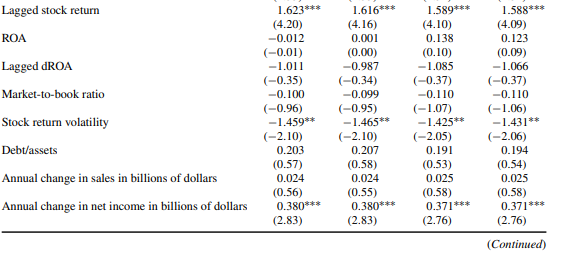 Lagged stock return 1.623*** 1.616*** 1.589*** 1.588***
(4.20) (4.16) (4.10) (4.09)
ROA −0.012 0.001 0.138 0.123
(−0.01) (0.00) (0.10) (0.09)
Lagged dROA −1.011 −0.987 −1.085 −1.066
(−0.35) (−0.34) (−0.37) (−0.37)
Market-to-book ratio −0.100 −0.099 −0.110 −0.110
(−0.96) (−0.95) (−1.07) (−1.06)
Stock return volatility −1.459** −1.465** −1.425** −1.431**
(−2.10) (−2.10) (−2.05) (−2.06)
Debt/assets 0.203 0.207 0.191 0.194
(0.57) (0.58) (0.53) (0.54)
Annual change in sales in billions of dollars 0.024 0.024 0.025 0.025
(0.56) (0.55) (0.58) (0.58)
Annual change in net income in billions of dollars 0.380*** 0.380*** 0.371*** 0.371***
(2.83) (2.83) (2.76) (2.76)
(Continued)